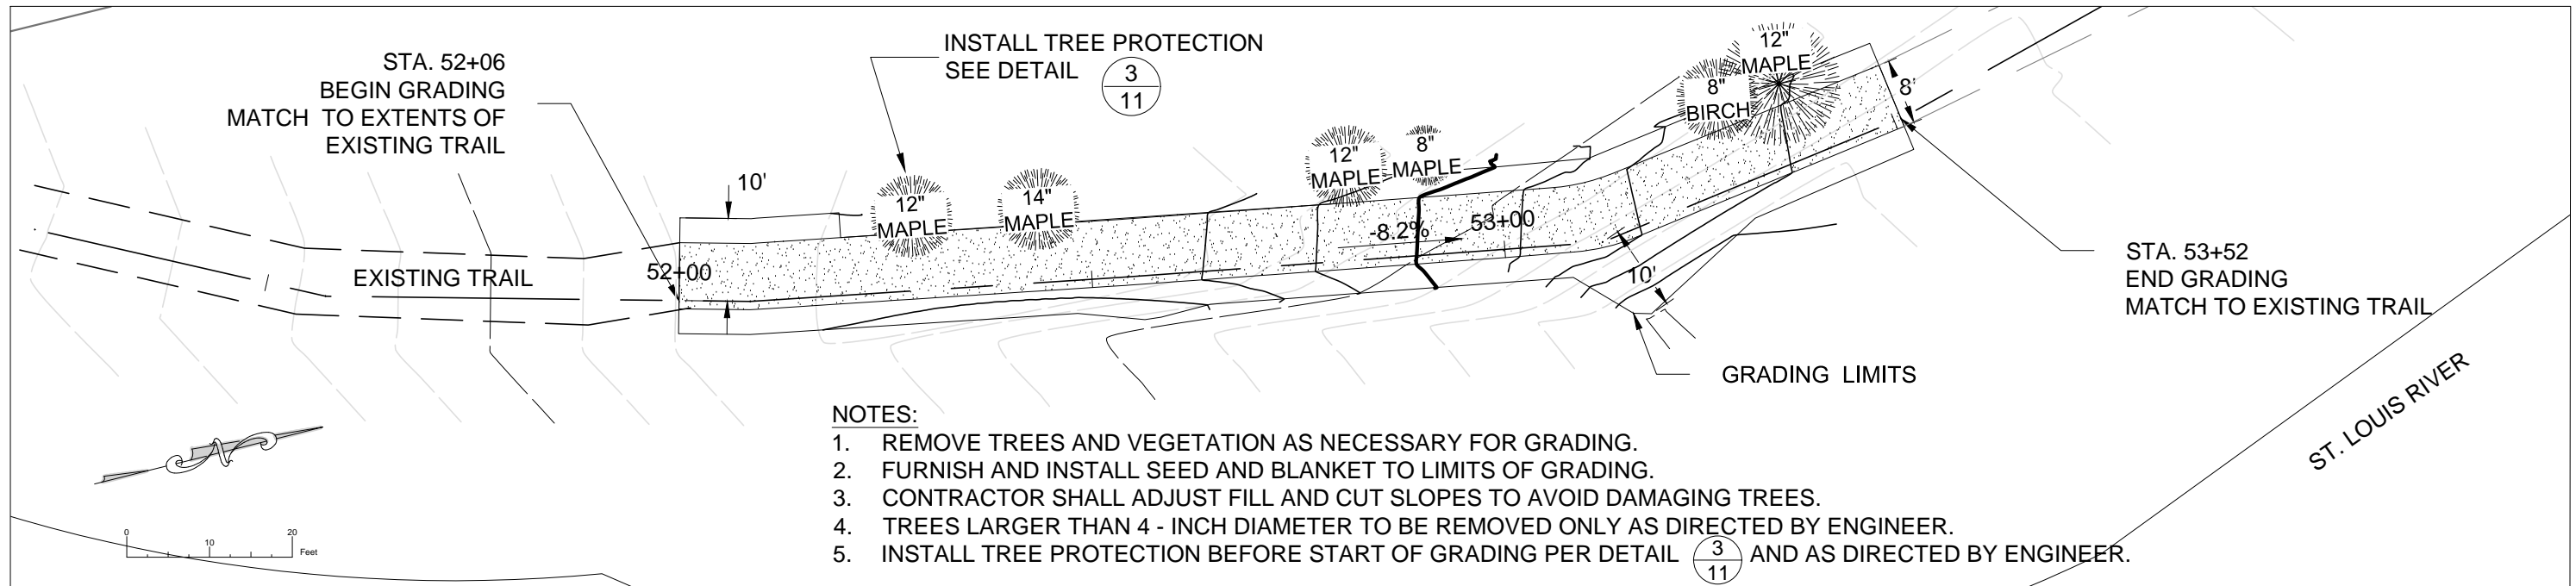 STA. 52+06
BEGIN GRADING
MATCH TO EXTENTS OF
EXISTING TRAIL
INSTALL TREE PROTECTION
SEE DETAIL 3
11
12"
MAPLE
8"
BIRCH
8'
10'
12"
MAPLE
14"
MAPLE
12"
MAPLE
8"
MAPLE
-8.2%
53+00
52+00
EXISTING TRAIL
10'
STA. 53+52
END GRADING
MATCH TO EXISTING TRAIL
GRADING LIMITS
ST. LOUIS RIVER
N
0
10
20
Feet
NOTES:
1. REMOVE TREES AND VEGETATION AS NECESSARY FOR GRADING.
2. FURNISH AND INSTALL SEED AND BLANKET TO LIMITS OF GRADING.
3. CONTRACTOR SHALL ADJUST FILL AND CUT SLOPES TO AVOID DAMAGING TREES.
4. TREES LARGER THAN 4 - INCH DIAMETER TO BE REMOVED ONLY AS DIRECTED BY ENGINEER.
5. INSTALL TREE PROTECTION BEFORE START OF GRADING PER DETAIL 3 11 AND AS DIRECTED BY ENGINEER.